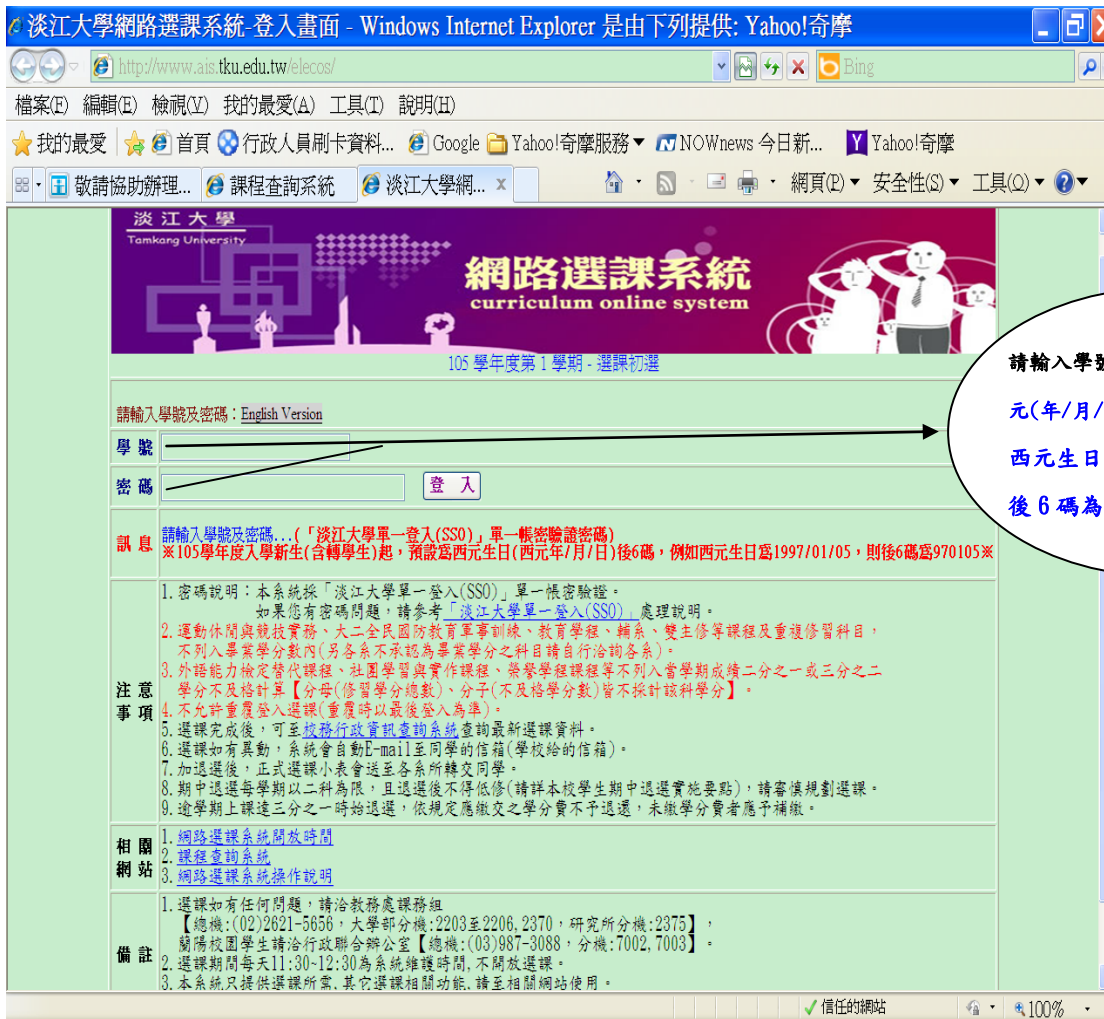 淡江大學網路選課系統-登入畫面 - Windows Internet Explorer 是由下列提供: Yahoo!奇摩
http://www.ais.tku.edu.tw/elecos/
Bing
檔案(F) 編輯(E) 檢視(V) 我的最愛(A) 工具(T) 說明(H)
我的最愛 首頁 行政人員刷卡資料... Google Yahoo!奇摩服務 NOWnews 今日新... Yahoo!奇摩
敬請協助辦理... 課程查詢系統 淡江大學網... x 網頁(P) 安全性(S) 工具(O)
淡江大學
Tamkang University
網路選課系統
curriculum online system
105 學年度第 1 學期 - 選課初選
請輸入學號及密碼：English Version
學 號
密 碼 登 入
請輸入學號
元(年/月/
西元生日
後 6 碼為
訊 息
請輸入學號及密碼...(「淡江大學單一登入(SSO)」單一帳密驗證密碼)
※105學年度入學新生(含轉學生)起，預設為西元生日(西元年/月/日)後6碼，例如西元生日為1997/01/05，則後6碼為970105※
注 意
事 項
1.密碼說明：本系統採「淡江大學單一登入(SSO)」單一帳密驗證。
如果您有密碼問題，請參考「淡江大學單一登入(SSO)」處理說明。
2.運動休閒與競技實務、大二全民國防教育軍事訓練、教育學程、輔系、雙主修等課程及重複修習科目，
不列入畢業學分數內(另各系不承認為畢業學分之科目請自行洽詢各系)。
3.外語能力檢定替代課程、社團學習與實作課程、榮譽學程課程等不列入當學期成績二分之一或三分之二
學分不及格計算【分母(修習學分總數)、分子(不及格學分數)皆不採計該科學分】。
4.不允許重覆登入選課(重覆時以最後登入為準)。
5.選課完成後，可至校務行政資訊查詢系統查詢最新選課資料。
6.選課如有異動，系統會自動E-mail至同學的信箱(學校給的信箱)。
7.加退選後，正式選課小表會送至各系所轉交同學。
8.期中退選每學期以二科為限，且退選後不得低修(請詳本校學生期中退選實施要點)，請審慎規劃選課。
9.逾學期上課達三分之一時始退選，依規定應繳交之學分費不予退還，未繳學分費者應予補繳。
相 關
網 站
1.網路選課系統開放時間
2.課程查詢系統
3.網路選課系統操作說明
備 註
1.選課如有任何問題，請洽教務處課務組
【總機:(02)2621-5656，大學部分機:2203至2206,2370，研究所分機:2375】，
蘭陽校園學生請洽行政聯合辦公室【總機:(03)987-3088，分機:7002,7003】。
2.選課期間每天11:30~12:30為系統維護時間,不開放選課。
3.本系統只提供選課所需,其它選課相關功能,請至相關網站使用。
信任的網站 100%